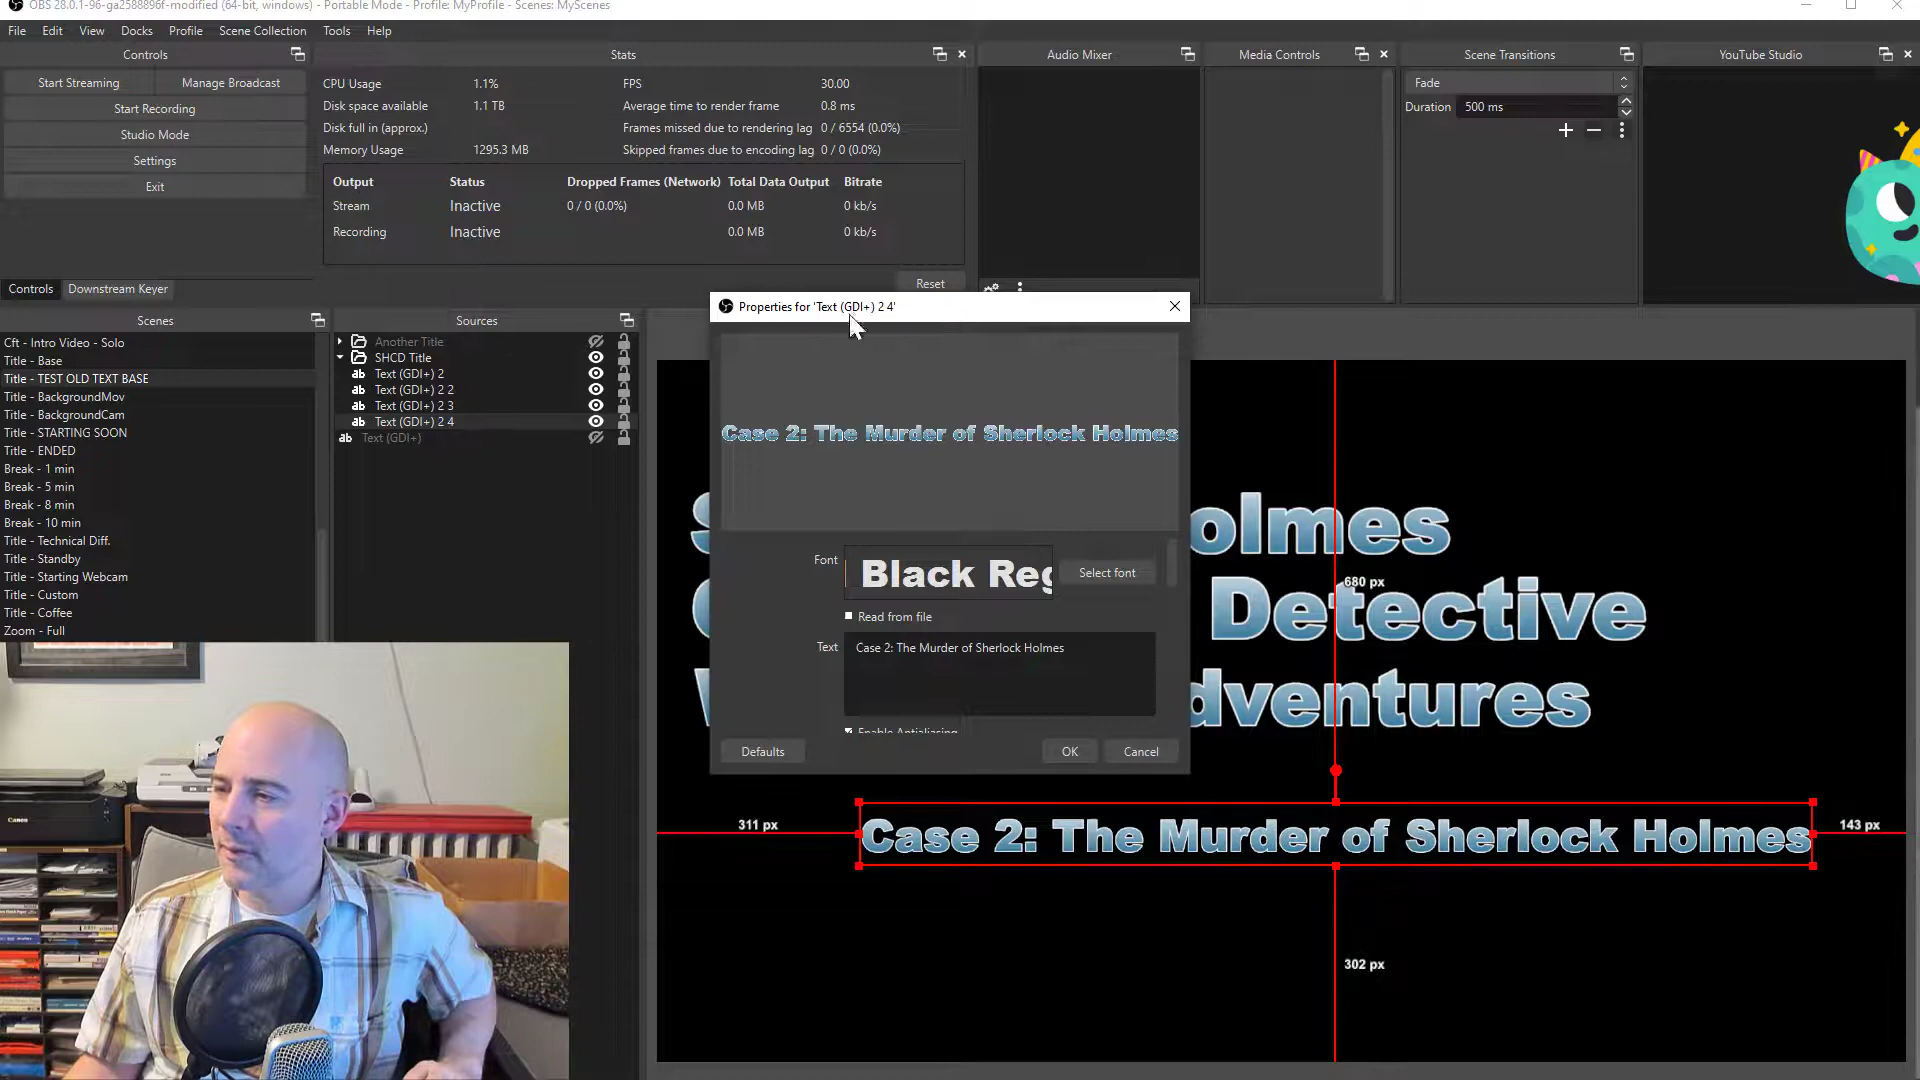 OBS 28.0.1-96-ga2588896f-modified (64-bit, windows) - Portable Mode - Profile: MyProfile - Scenes: MyScenes
File Edit View Docks Profile Scene Collection Tools Help
Controls
Start Streaming Manage Broadcast
Start Recording
Studio Mode
Settings
Exit
Controls Downstream Keyer
Stats
CPU Usage 1.1% FPS 30.00
Disk space available 1.1 TB Average time to render frame 0.8 ms
Disk full in (approx.) Frames missed due to rendering lag 0 / 6554 (0.0%)
Memory Usage 1295.3 MB Skipped frames due to encoding lag 0 / 0 (0.0%)
Output Status Dropped Frames (Network) Total Data Output Bitrate
Stream Inactive 0 / 0 (0.0%) 0.0 MB 0 kb/s
Recording Inactive 0.0 MB 0 kb/s
Reset
Audio Mixer
Media Controls
Scene Transitions
Fade
Duration 500 ms
YouTube Studio
Scenes
Cft - Intro Video - Solo
Title - Base
Title - TEST OLD TEXT BASE
Title - BackgroundMov
Title - BackgroundCam
Title - STARTING SOON
Title - ENDED
Break - 1 min
Break - 5 min
Break - 8 min
Break - 10 min
Title - Technical Diff.
Title - Standby
Title - Starting Webcam
Title - Custom
Title - Coffee
Zoom - Full
Sources
Another Title
SHCD Title
ab Text (GDI+) 2
ab Text (GDI+) 2 2
ab Text (GDI+) 2 3
ab Text (GDI+) 2 4
ab Text (GDI+)
Properties for 'Text (GDI+) 2 4'
Case 2: The Murder of Sherlock Holmes
Font Black Reg Select font
Read from file
Text Case 2: The Murder of Sherlock Holmes
Enable Antialiasing
Defaults OK Cancel
olmes
680 px
Detective
dventures
311 px
Case 2: The Murder of Sherlock Holmes
143 px
302 px
Canon